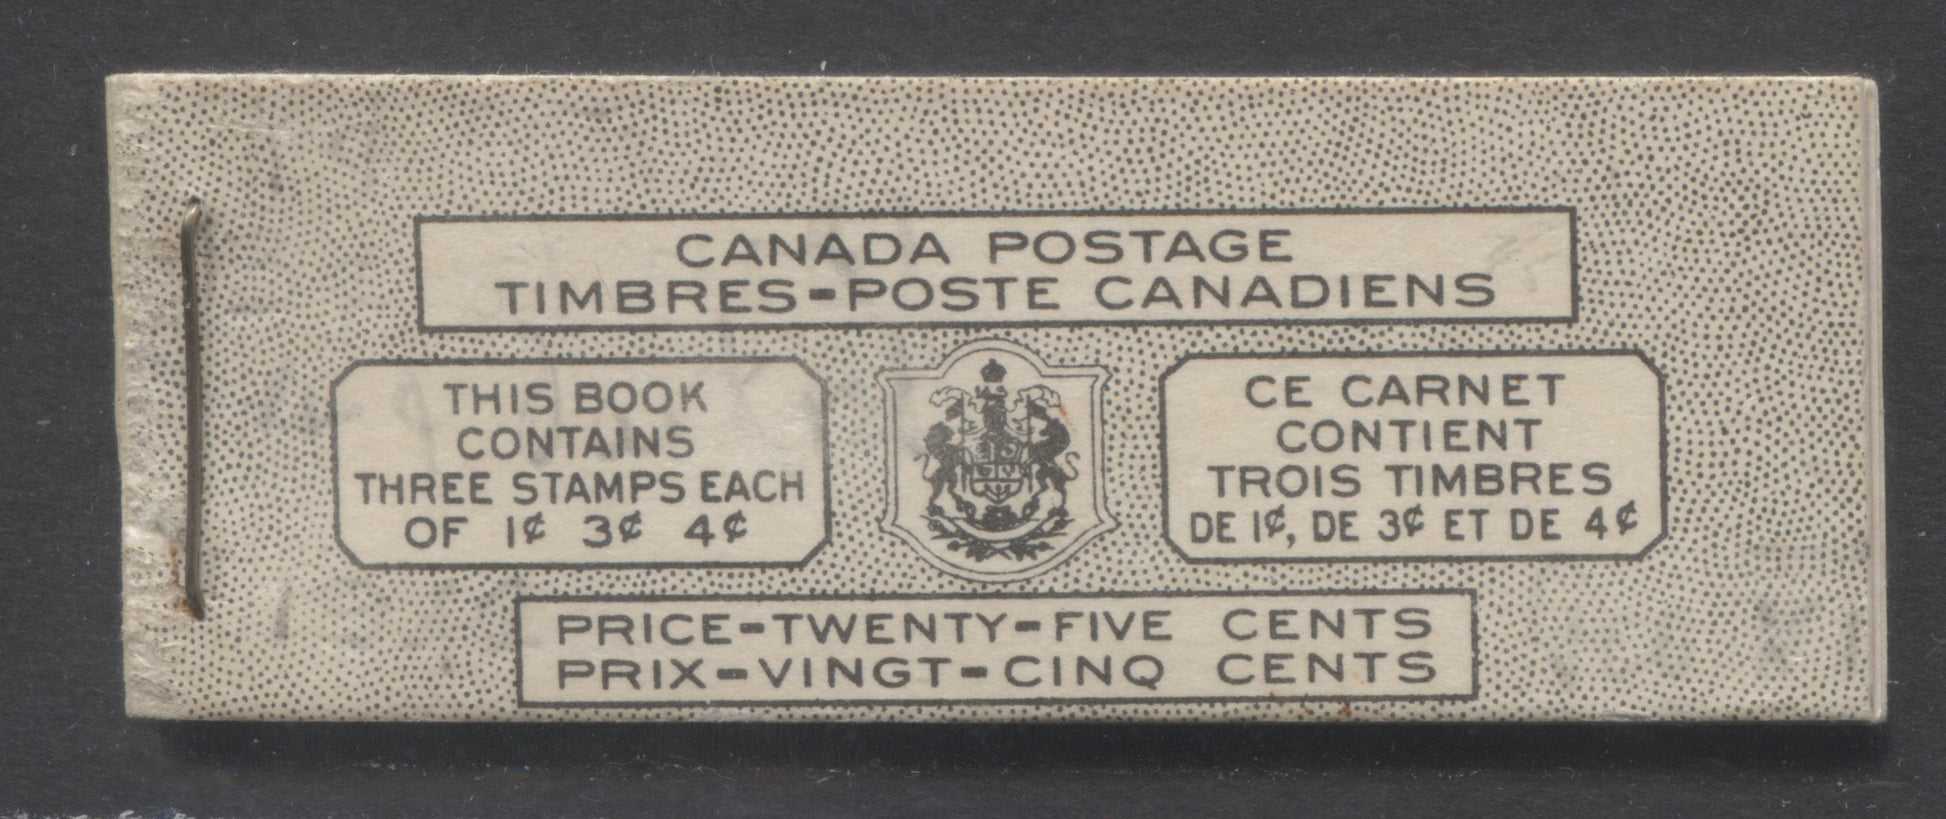 CANADA POSTAGE
TIMBRES-POSTE CANADIENS
THIS BOOK
CONTAINS
THREE STAMPS EACH
OF 1¢ 3¢ 4¢
CE CARNET
CONTIENT
TROIS TIMBRES
DE 1¢, DE 3¢ ET DE 4¢
PRICE-TWENTY-FIVE CENTS
PRIX-VINGT-CINQ CENTS